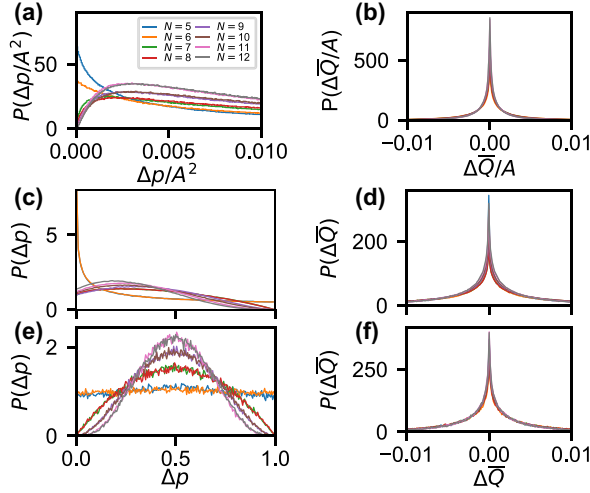 (a)
N = 5 N = 9
N = 6 N = 10
N = 7 N = 11
N = 8 N = 12
P(Δp/A²)
50
0
0.000 0.005 0.010
Δp/A²
(b)
P(ΔQ̅/A)
500
0
−0.01 0.00 0.01
ΔQ̅/A
(c)
P(Δp)
5
0
(d)
P(ΔQ̅)
200
0
(e)
P(Δp)
2
0
0.0 0.5 1.0
Δp
(f)
P(ΔQ̅)
250
0
−0.01 0.00 0.01
ΔQ̅